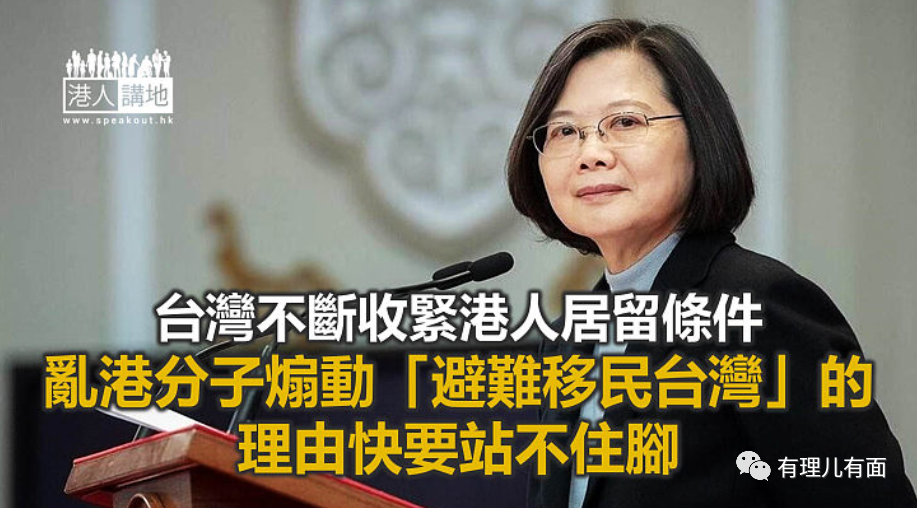 港人講地
www.speakout.hk
台灣不斷收緊港人居留條件
亂港分子煽動「避難移民台灣」的
理由快要站不住腳
有理儿有面